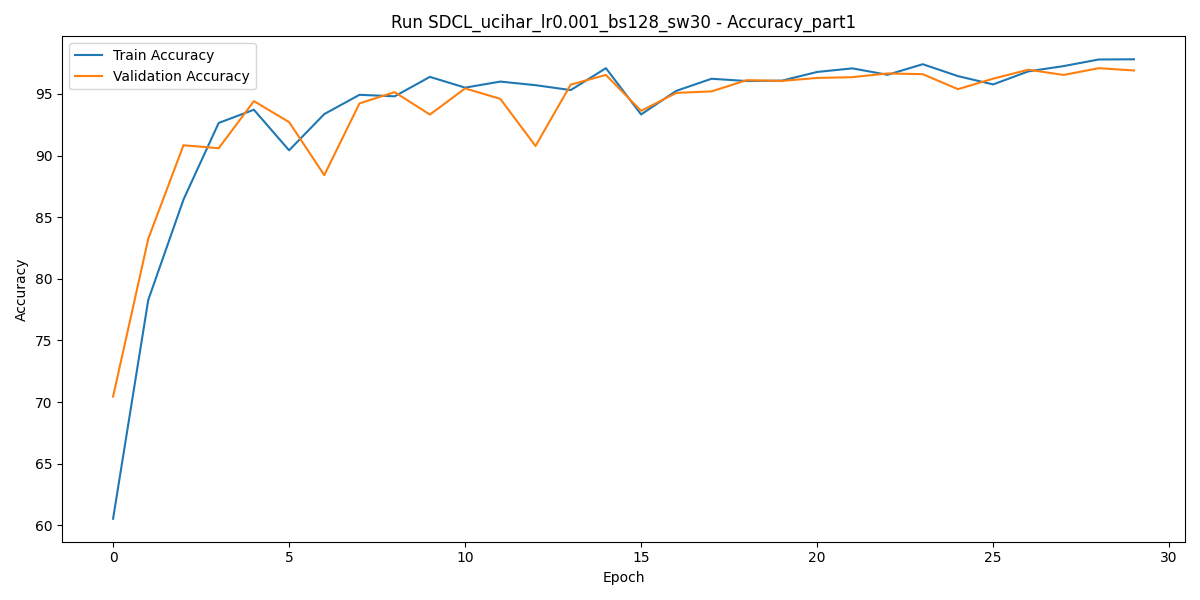 Run SDCL_ucihar_lr0.001_bs128_sw30 - Accuracy_part1
Train Accuracy
Validation Accuracy
Accuracy
95
90
85
80
75
70
65
60
0 5 10 15 20 25 30
Epoch